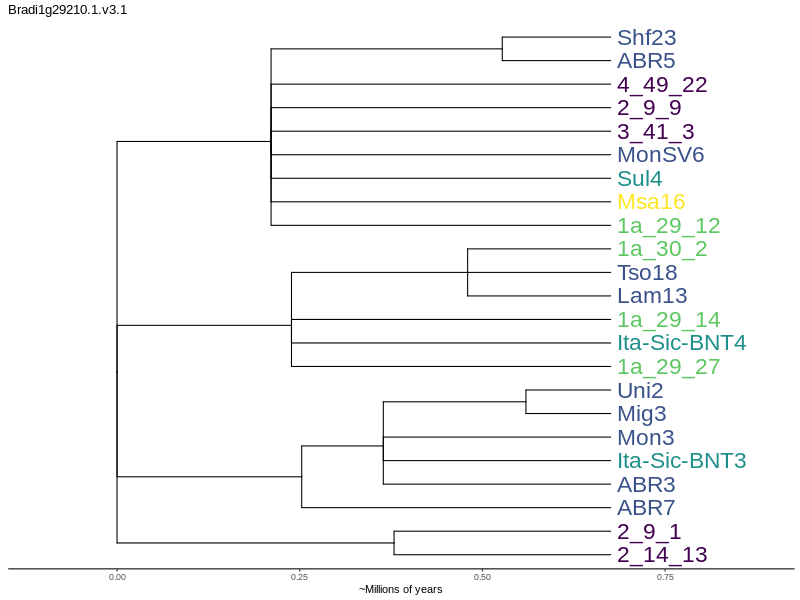 Bradi1g29210.1.v3.1
Shf23
ABR5
4_49_22
2_9_9
3_41_3
MonSV6
Sul4
Msa16
1a_29_12
1a_30_2
Tso18
Lam13
1a_29_14
Ita-Sic-BNT4
1a_29_27
Uni2
Mig3
Mon3
Ita-Sic-BNT3
ABR3
ABR7
2_9_1
2_14_13
0.00 0.25 0.50 0.75
~Millions of years